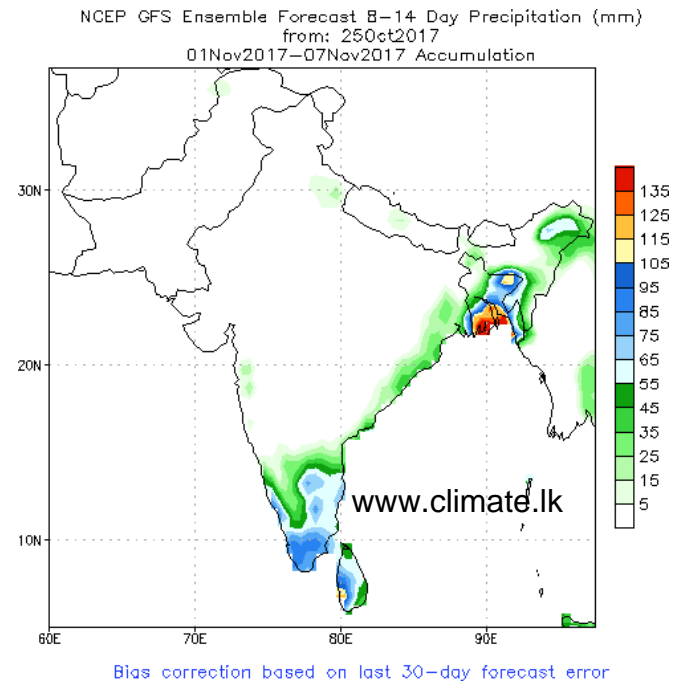 NCEP GFS Ensemble Forecast 8-14 Day Precipitation (mm)
from: 25Oct2017
01Nov2017-07Nov2017 Accumulation
30N
20N
10N
60E
70E
80E
90E
135
125
115
105
95
85
75
65
55
45
35
25
15
5
www.climate.lk
Bias correction based on last 30-day forecast error